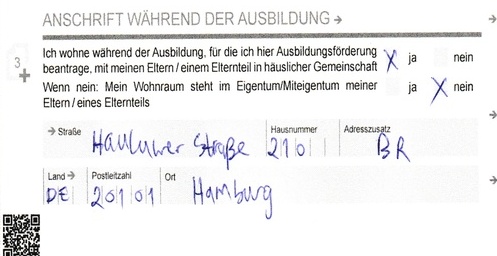 ANSCHRIFT WÄHREND DER AUSBILDUNG →
3 Ich wohne während der Ausbildung, für die ich hier Ausbildungsförderung
beantrage, mit meinen Eltern / einem Elternteil in häuslicher Gemeinschaft X ja nein
Wenn nein: Mein Wohnraum steht im Eigentum/Miteigentum meiner ja X nein
Eltern / eines Elternteils
→ Straße Hausnummer Adresszusatz
Straße 210 BR
Land → Postleitzahl Ort
DE 20101 Hamburg